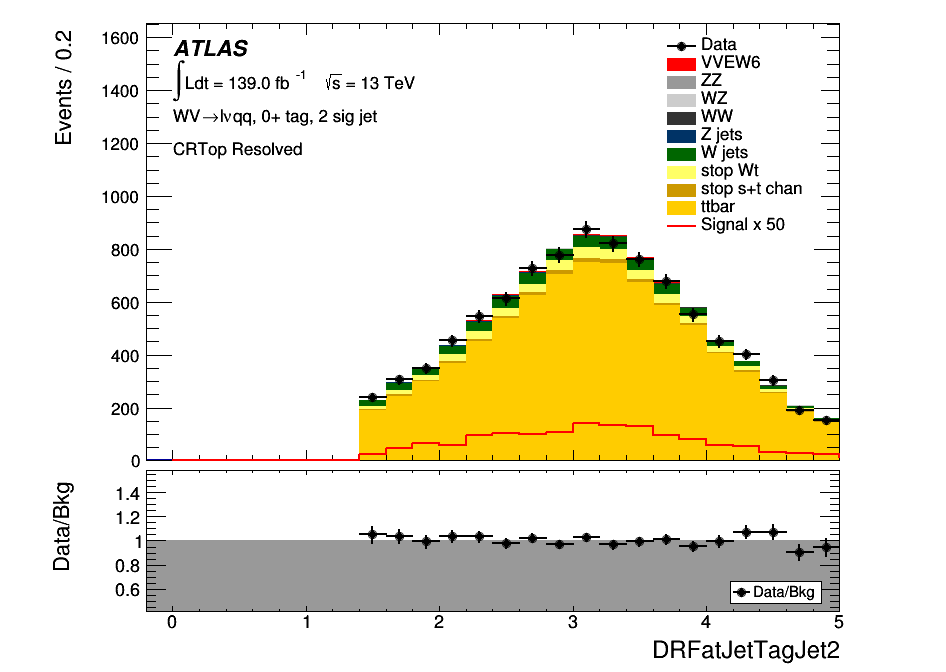 Events / 0.2
1600
1400
1200
1000
800
600
400
200
0
ATLAS
∫Ldt = 139.0 fb⁻¹ √s = 13 TeV
WV→lνqq, 0+ tag, 2 sig jet
CRTop Resolved
Data
VVEW6
ZZ
WZ
WW
Z jets
W jets
stop Wt
stop s+t chan
ttbar
Signal x 50
Data/Bkg
1.4
1.2
1
0.8
0.6
Data/Bkg
0 1 2 3 4 5
DRFatJetTagJet2